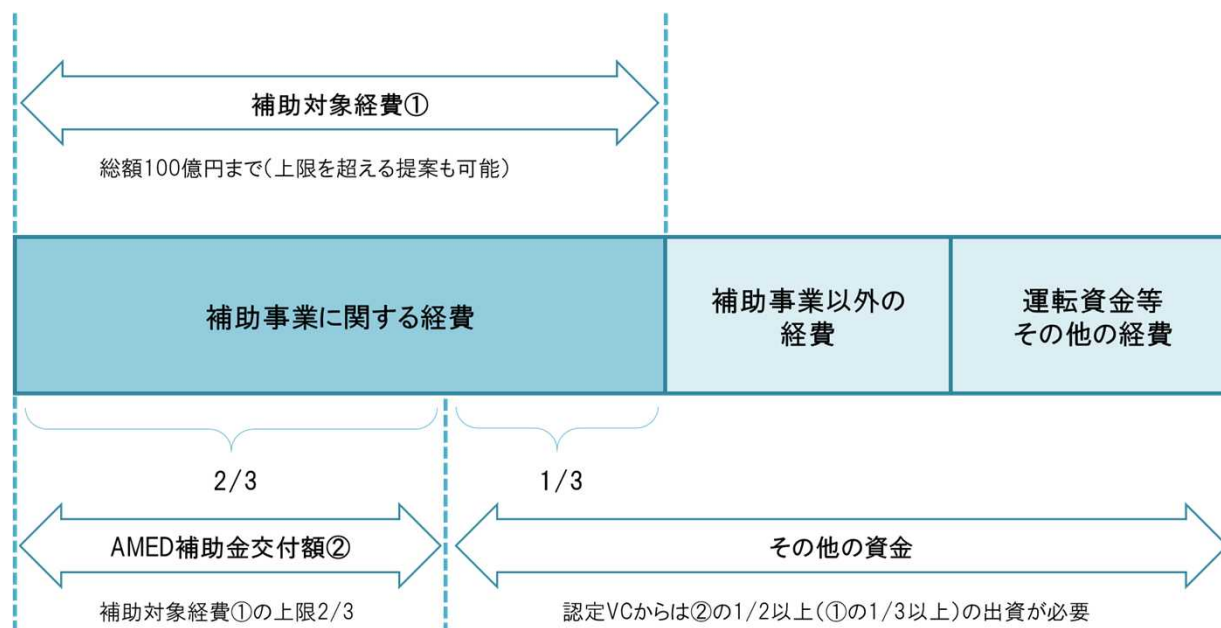 補助対象経費①
総額100億円まで(上限を超える提案も可能)
補助事業に関する経費
補助事業以外の
経費
運転資金等
その他の経費
2/3
1/3
AMED補助金交付額②
その他の資金
補助対象経費①の上限2/3
認定VCからは②の1/2以上(①の1/3以上)の出資が必要